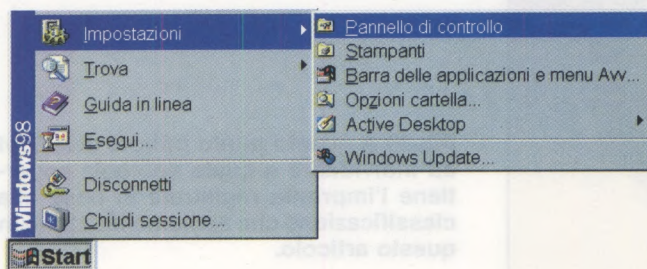 Impostazioni
Trova
Guida in linea
Esegui...
Disconnetti
Chiudi sessione...
Windows98
Start
Pannello di controllo
Stampanti
Barra delle applicazioni e menu Avv...
Opzioni cartella...
Active Desktop
Windows Update...